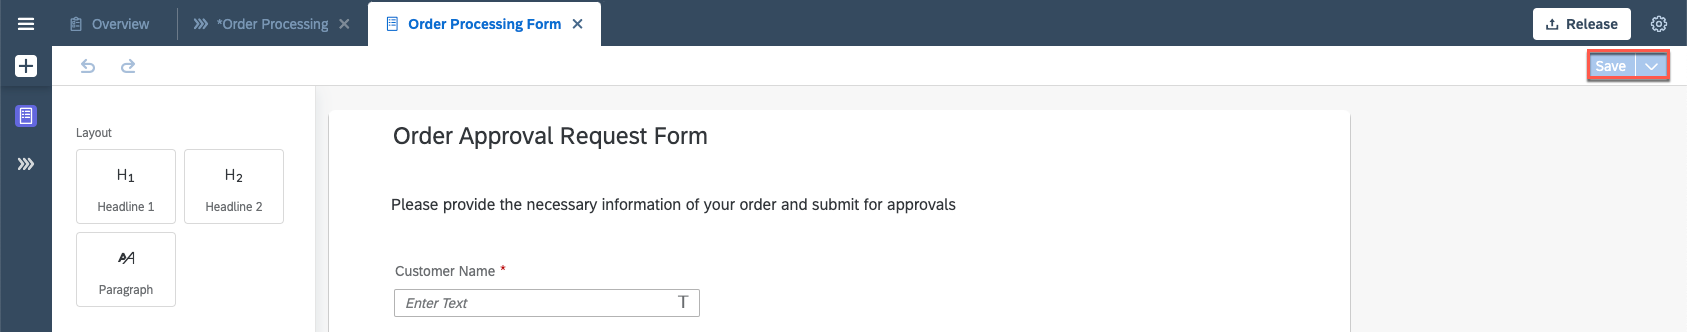 Overview
*Order Processing
Order Processing Form
Release
Save
Layout
H1
Headline 1
H2
Headline 2
AA
Paragraph
Order Approval Request Form
Please provide the necessary information of your order and submit for approvals
Customer Name *
Enter Text
T